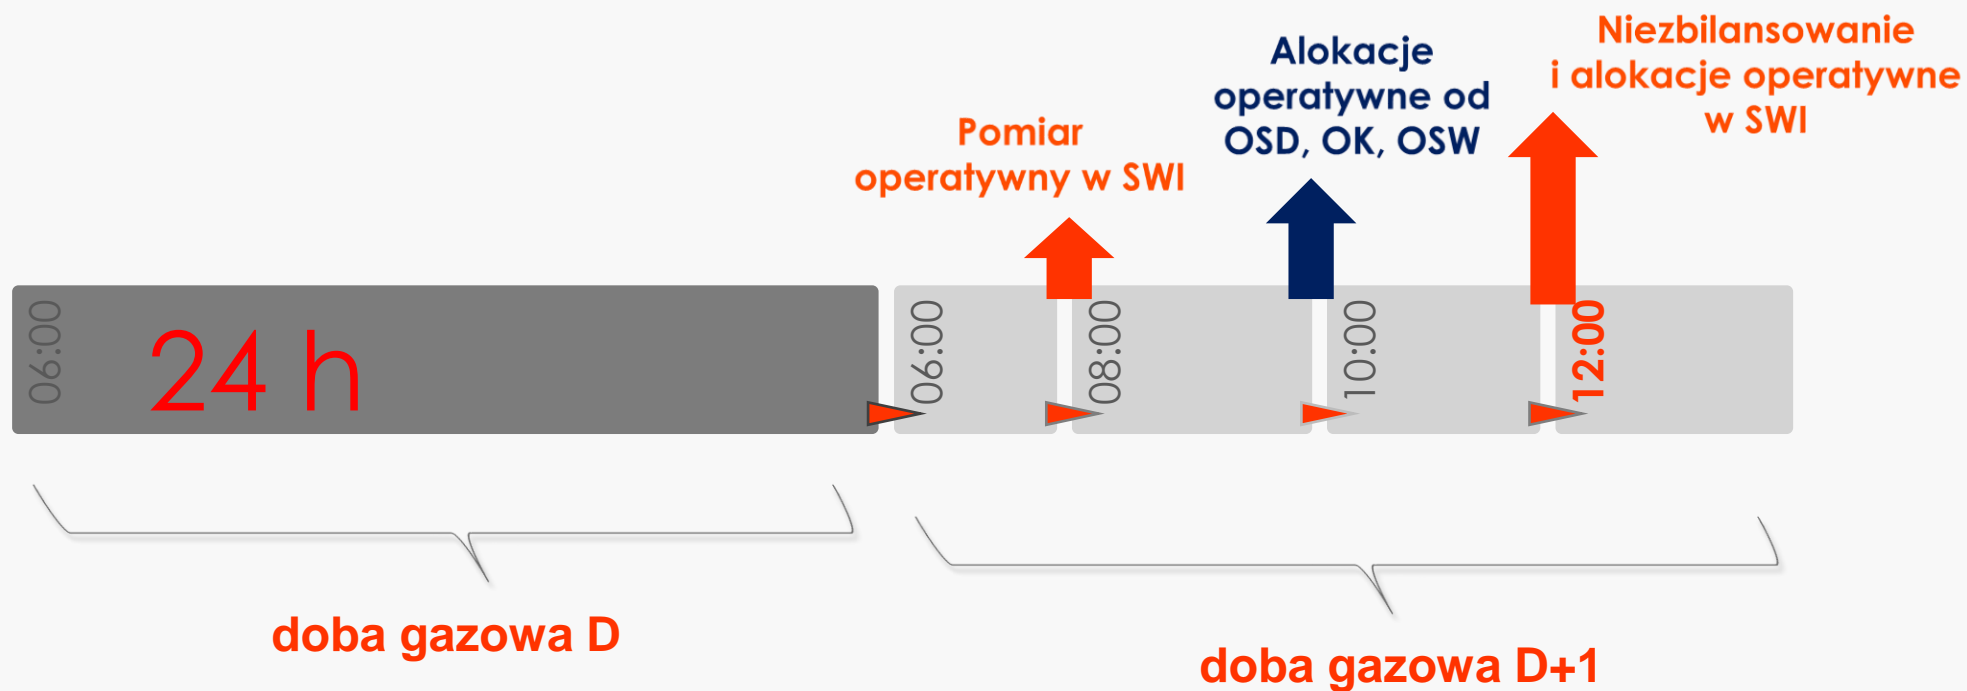 Niezbilansowanie
i alokacje operatywne
w SWI
Alokacje
operatywne od
OSD, OK, OSW
Pomiar
operatywny w SWI
06:00
24 h
06:00
08:00
10:00
12:00
doba gazowa D
doba gazowa D+1